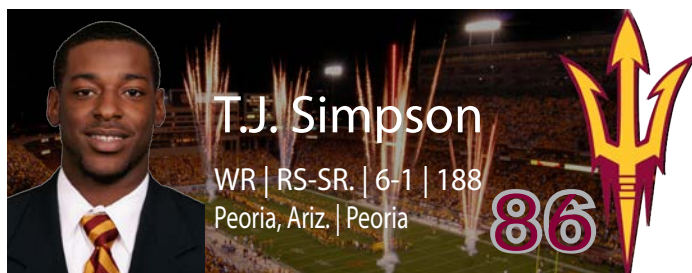 T.J. Simpson
WR | RS-SR. | 6-1 | 188
Peoria, Ariz. | Peoria
86